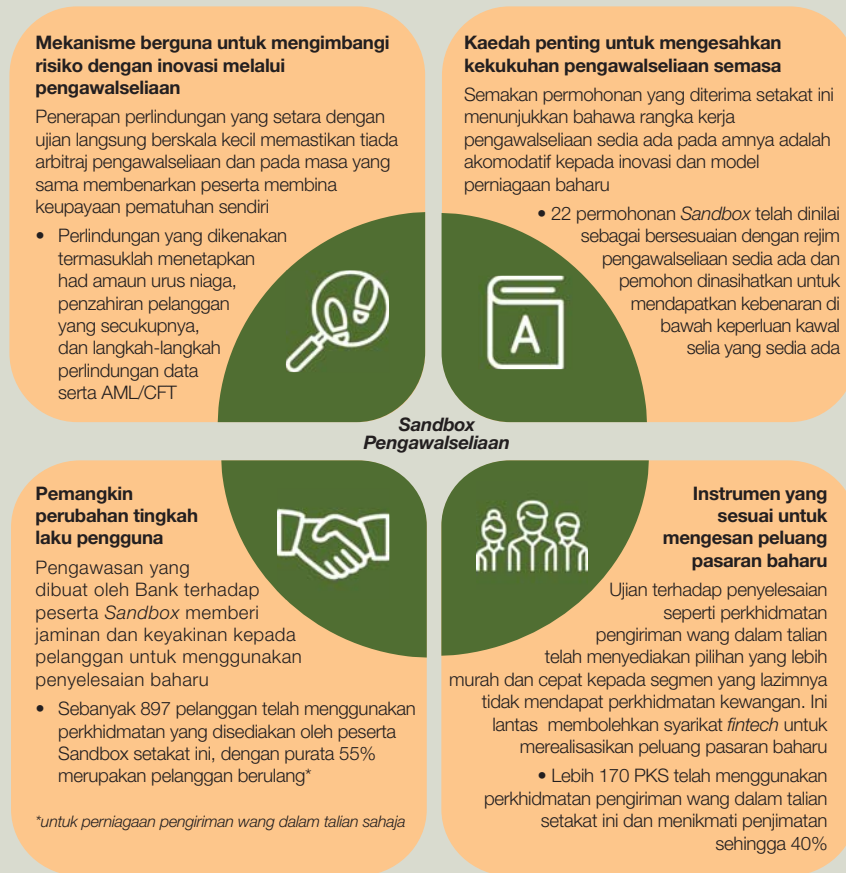 Mekanisme berguna untuk mengimbangi
risiko dengan inovasi melalui
pengawalseliaan
Penerapan perlindungan yang setara dengan
ujian langsung berskala kecil memastikan tiada
arbitraj pengawalseliaan dan pada masa yang
sama membenarkan peserta membina
keupayaan pematuhan sendiri
• Perlindungan yang dikenakan
termasuklah menetapkan
had amaun urus niaga,
penzahiran pelanggan
yang secukupnya,
dan langkah-langkah
perlindungan data
serta AML/CFT
Kaedah penting untuk mengesahkan
kekukuhan pengawalseliaan semasa
Semakan permohonan yang diterima setakat ini
menunjukkan bahawa rangka kerja
pengawalseliaan sedia ada pada amnya adalah
akomodatif kepada inovasi dan model
perniagaan baharu
• 22 permohonan Sandbox telah dinilai
sebagai bersesuaian dengan rejim
pengawalseliaan sedia ada dan
pemohon dinasihatkan untuk
mendapatkan kebenaran di
bawah keperluan kawal
selia yang sedia ada
A
Sandbox
Pengawalseliaan
Pemangkin
perubahan tingkah
laku pengguna
Pengawasan yang
dibuat oleh Bank terhadap
peserta Sandbox memberi
jaminan dan keyakinan kepada
pelanggan untuk menggunakan
penyelesaian baharu
• Sebanyak 897 pelanggan telah menggunakan
perkhidmatan yang disediakan oleh peserta
Sandbox setakat ini, dengan purata 55%
merupakan pelanggan berulang*
*untuk perniagaan pengiriman wang dalam talian sahaja
Instrumen yang
sesuai untuk
mengesan peluang
pasaran baharu
Ujian terhadap penyelesaian
seperti perkhidmatan
pengiriman wang dalam talian
telah menyediakan pilihan yang lebih
murah dan cepat kepada segmen yang lazimnya
tidak mendapat perkhidmatan kewangan. Ini
lantas membolehkan syarikat fintech untuk
merealisasikan peluang pasaran baharu
• Lebih 170 PKS telah menggunakan
perkhidmatan pengiriman wang dalam talian
setakat ini dan menikmati penjimatan
sehingga 40%